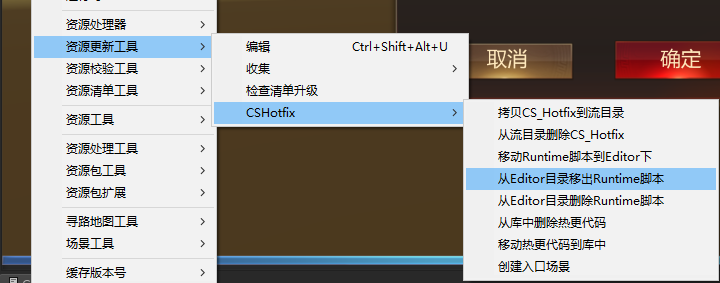 资源处理器
资源更新工具
资源校验工具
资源清单工具
资源工具
资源处理工具
资源包工具
资源包扩展
寻路地图工具
场景工具
缓存版本号
编辑 Ctrl+Shift+Alt+U
收集
检查清单升级
CSHotfix
拷贝CS_Hotfix到流目录
从流目录删除CS_Hotfix
移动Runtime脚本到Editor下
从Editor目录移出Runtime脚本
从Editor目录删除Runtime脚本
从库中删除热更代码
移动热更代码到库中
创建入口场景
取消
确定